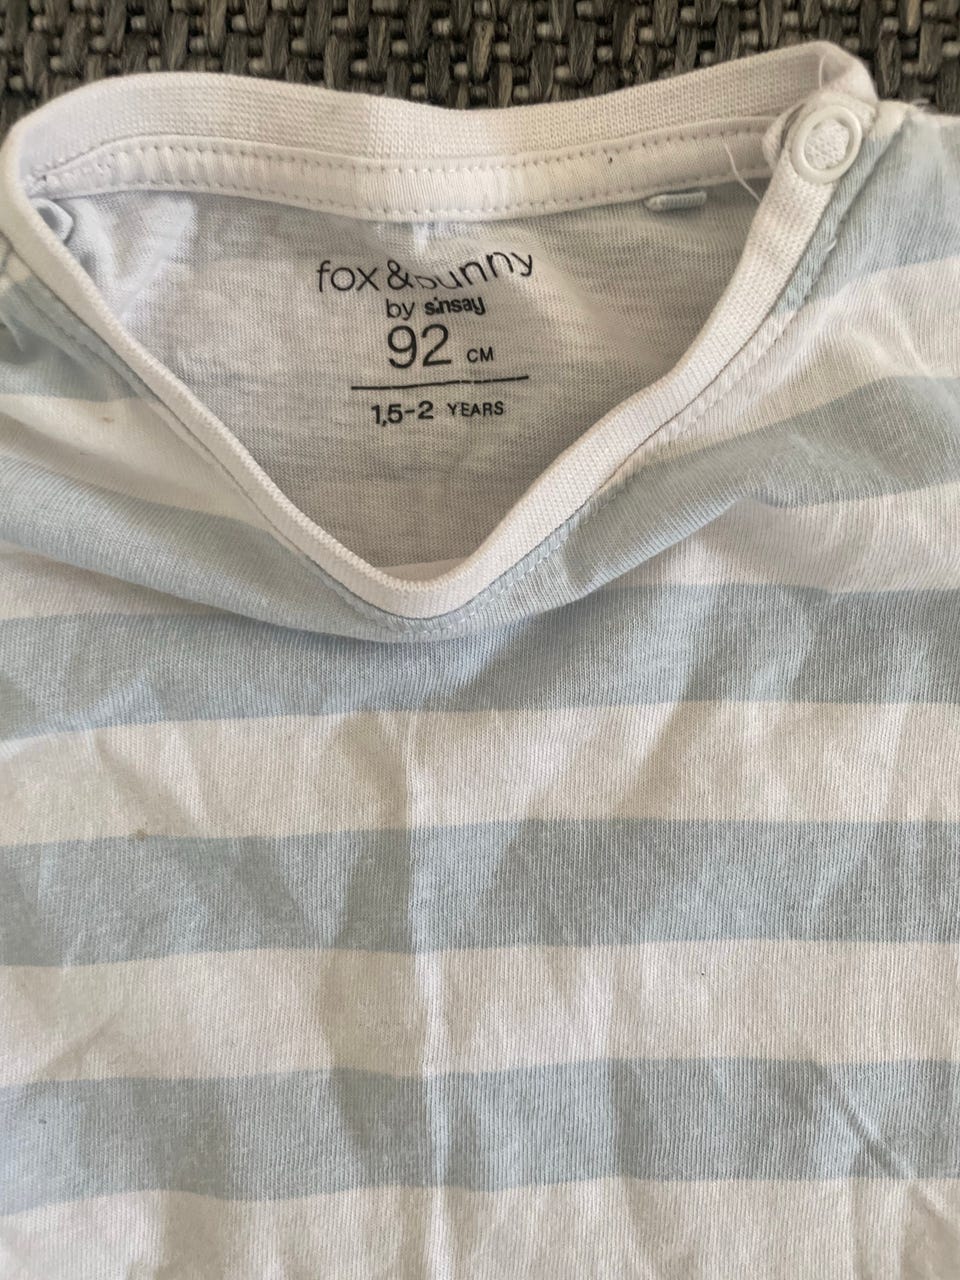 fox & bunny
by sinsay
92 CM
1,5-2 YEARS